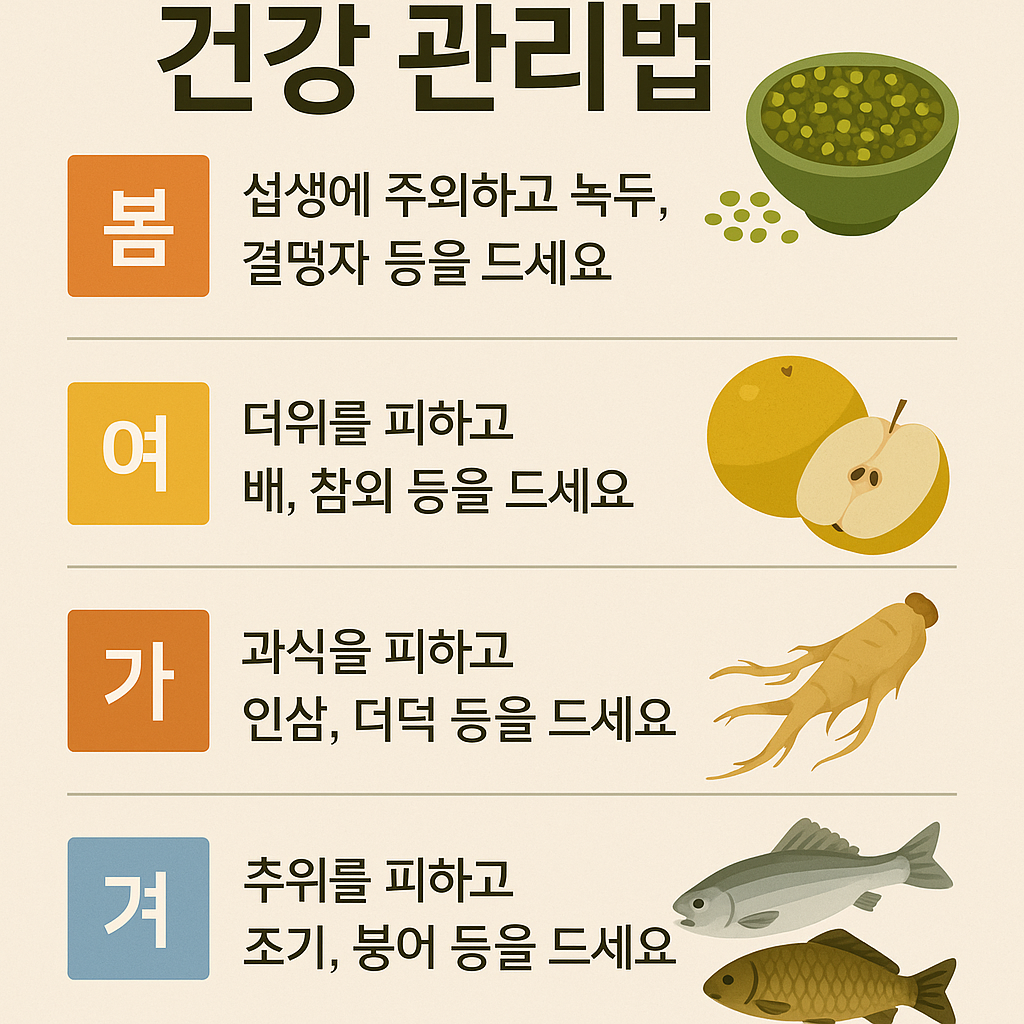 건강 관리법
봄
섭생에 주외하고 녹두,
결명자 등을 드세요
여
더위를 피하고
배, 참외 등을 드세요
가
과식을 피하고
인삼, 더덕 등을 드세요
겨
추위를 피하고
조기, 붕어 등을 드세요